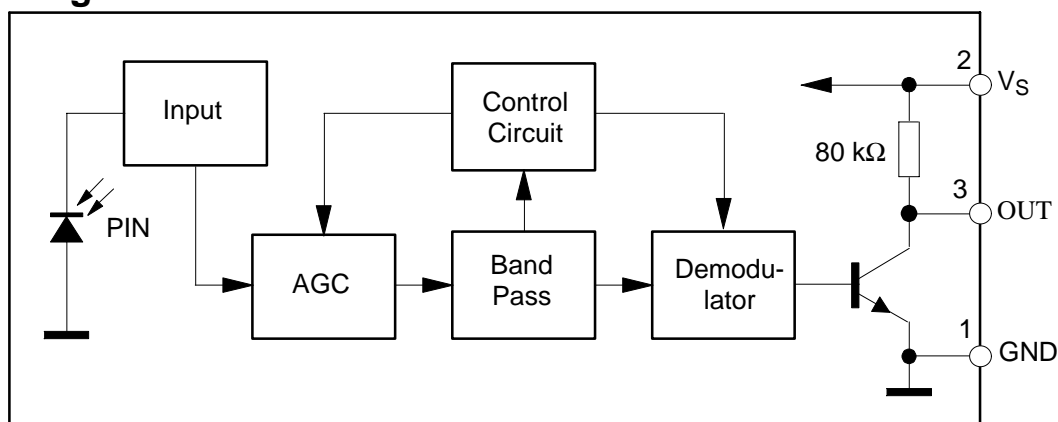 Input
Control
Circuit
2
V_S
80 kΩ
3
OUT
PIN
AGC
Band
Pass
Demodu-
lator
1
GND